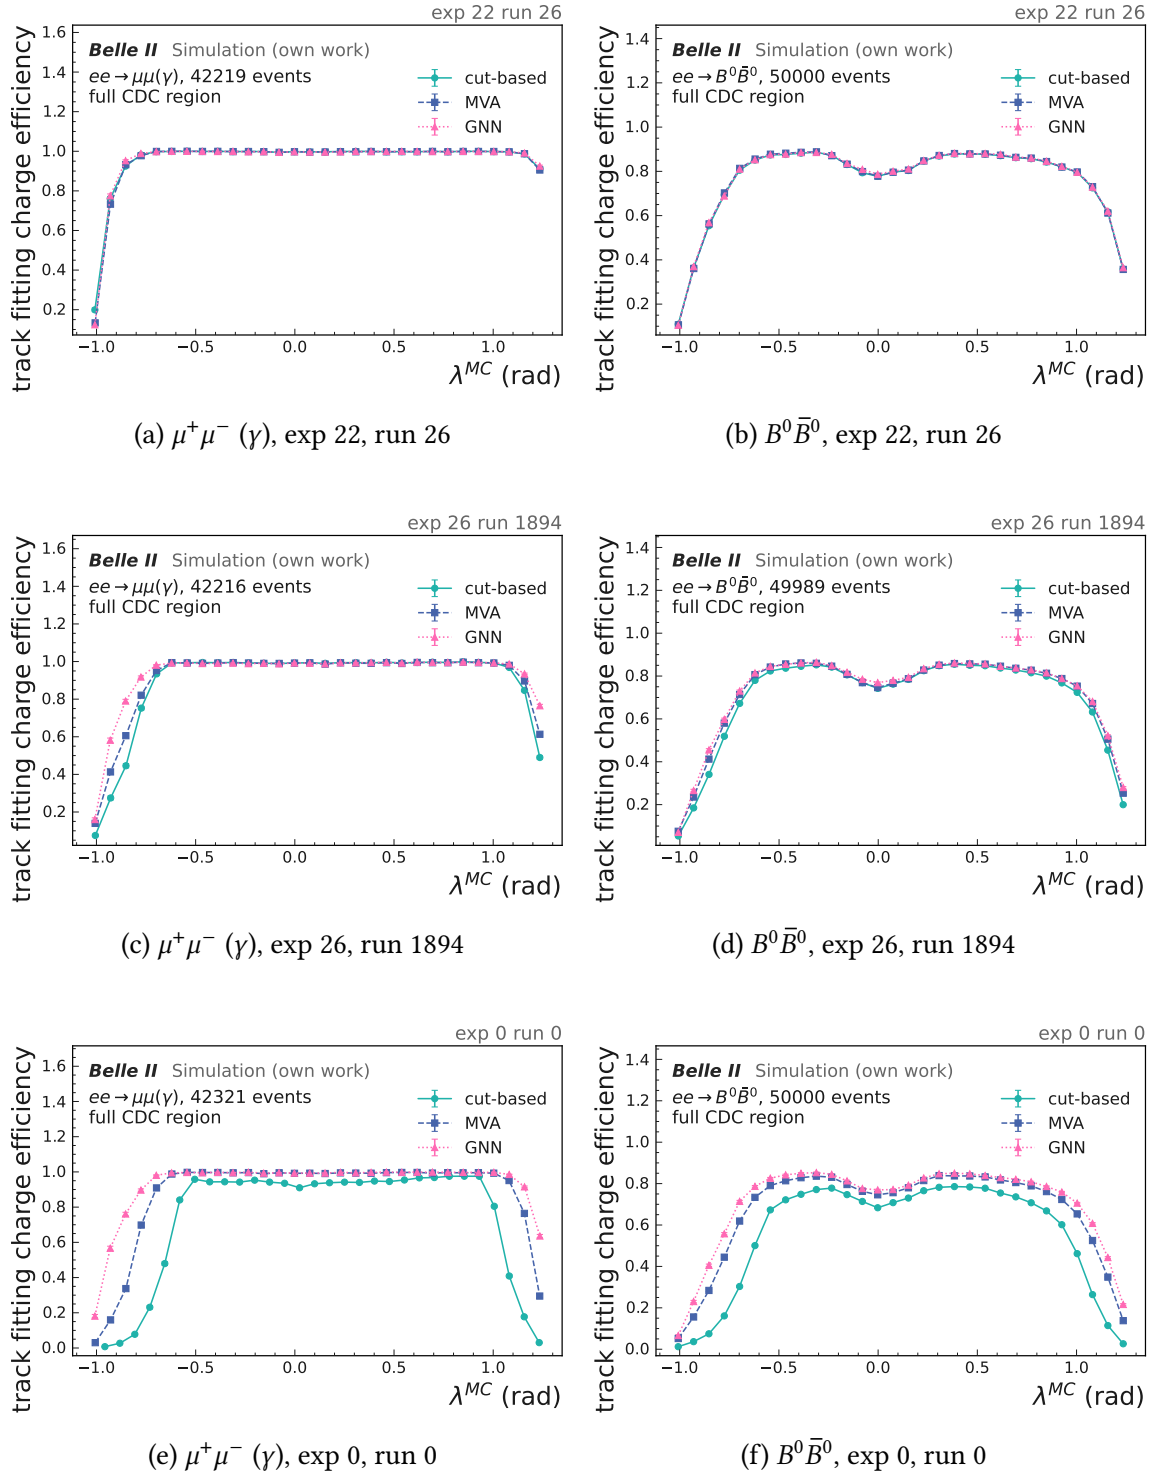 exp 22 run 26
track fitting charge efficiency
1.6
1.4
1.2
1.0
0.8
0.6
0.4
0.2
Belle II Simulation (own work)
ee → μμ(γ), 42219 events
full CDC region
cut-based
MVA
GNN
−1.0 −0.5 0.0 0.5 1.0
λ^MC (rad)
(a) μ⁺μ⁻ (γ), exp 22, run 26
exp 22 run 26
track fitting charge efficiency
1.4
1.2
1.0
0.8
0.6
0.4
0.2
Belle II Simulation (own work)
ee → B⁰B̄⁰, 50000 events
full CDC region
cut-based
MVA
GNN
−1.0 −0.5 0.0 0.5 1.0
λ^MC (rad)
(b) B⁰B̄⁰, exp 22, run 26
exp 26 run 1894
track fitting charge efficiency
1.6
1.4
1.2
1.0
0.8
0.6
0.4
0.2
Belle II Simulation (own work)
ee → μμ(γ), 42216 events
full CDC region
cut-based
MVA
GNN
−1.0 −0.5 0.0 0.5 1.0
λ^MC (rad)
(c) μ⁺μ⁻ (γ), exp 26, run 1894
exp 26 run 1894
track fitting charge efficiency
1.4
1.2
1.0
0.8
0.6
0.4
0.2
Belle II Simulation (own work)
ee → B⁰B̄⁰, 49989 events
full CDC region
cut-based
MVA
GNN
−1.0 −0.5 0.0 0.5 1.0
λ^MC (rad)
(d) B⁰B̄⁰, exp 26, run 1894
exp 0 run 0
track fitting charge efficiency
1.6
1.4
1.2
1.0
0.8
0.6
0.4
0.2
0.0
Belle II Simulation (own work)
ee → μμ(γ), 42321 events
full CDC region
cut-based
MVA
GNN
−1.0 −0.5 0.0 0.5 1.0
λ^MC (rad)
(e) μ⁺μ⁻ (γ), exp 0, run 0
exp 0 run 0
track fitting charge efficiency
1.4
1.2
1.0
0.8
0.6
0.4
0.2
0.0
Belle II Simulation (own work)
ee → B⁰B̄⁰, 50000 events
full CDC region
cut-based
MVA
GNN
−1.0 −0.5 0.0 0.5 1.0
λ^MC (rad)
(f) B⁰B̄⁰, exp 0, run 0